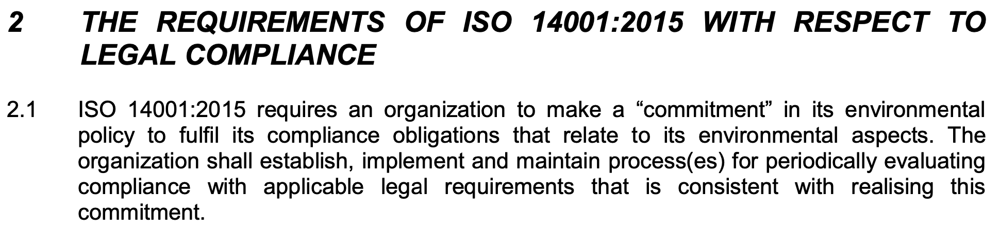 2 THE REQUIREMENTS OF ISO 14001:2015 WITH RESPECT TO
LEGAL COMPLIANCE
2.1 ISO 14001:2015 requires an organization to make a “commitment” in its environmental
policy to fulfil its compliance obligations that relate to its environmental aspects. The
organization shall establish, implement and maintain process(es) for periodically evaluating
compliance with applicable legal requirements that is consistent with realising this
commitment.